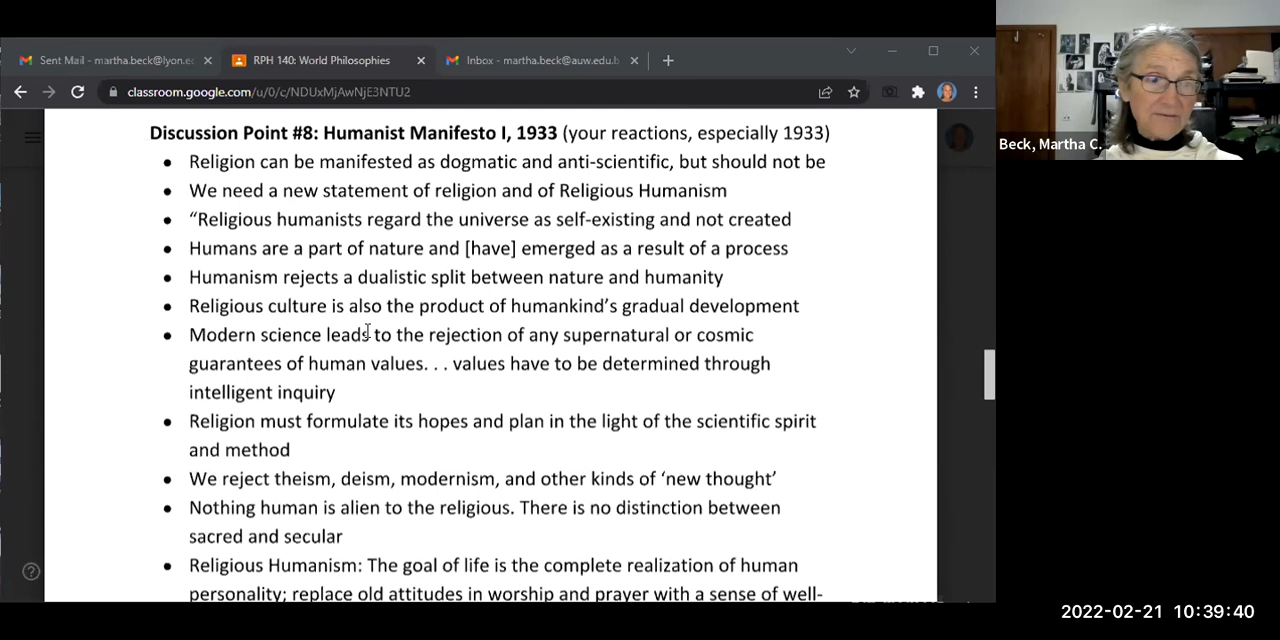 Sent Mail - martha.beck@lyon.ec
RPH 140: World Philosophies
Inbox - martha.beck@auw.edu.b
classroom.google.com/u/0/c/NDUxMjAwNjE3NTU2
Discussion Point #8: Humanist Manifesto I, 1933 (your reactions, especially 1933)
• Religion can be manifested as dogmatic and anti-scientific, but should not be
• We need a new statement of religion and of Religious Humanism
• “Religious humanists regard the universe as self-existing and not created
• Humans are a part of nature and [have] emerged as a result of a process
• Humanism rejects a dualistic split between nature and humanity
• Religious culture is also the product of humankind’s gradual development
• Modern science leads to the rejection of any supernatural or cosmic
guarantees of human values. . . values have to be determined through
intelligent inquiry
• Religion must formulate its hopes and plan in the light of the scientific spirit
and method
• We reject theism, deism, modernism, and other kinds of ‘new thought’
• Nothing human is alien to the religious. There is no distinction between
sacred and secular
• Religious Humanism: The goal of life is the complete realization of human
personality; replace old attitudes in worship and prayer with a sense of well-
Beck, Martha C.
2022-02-21 10:39:40